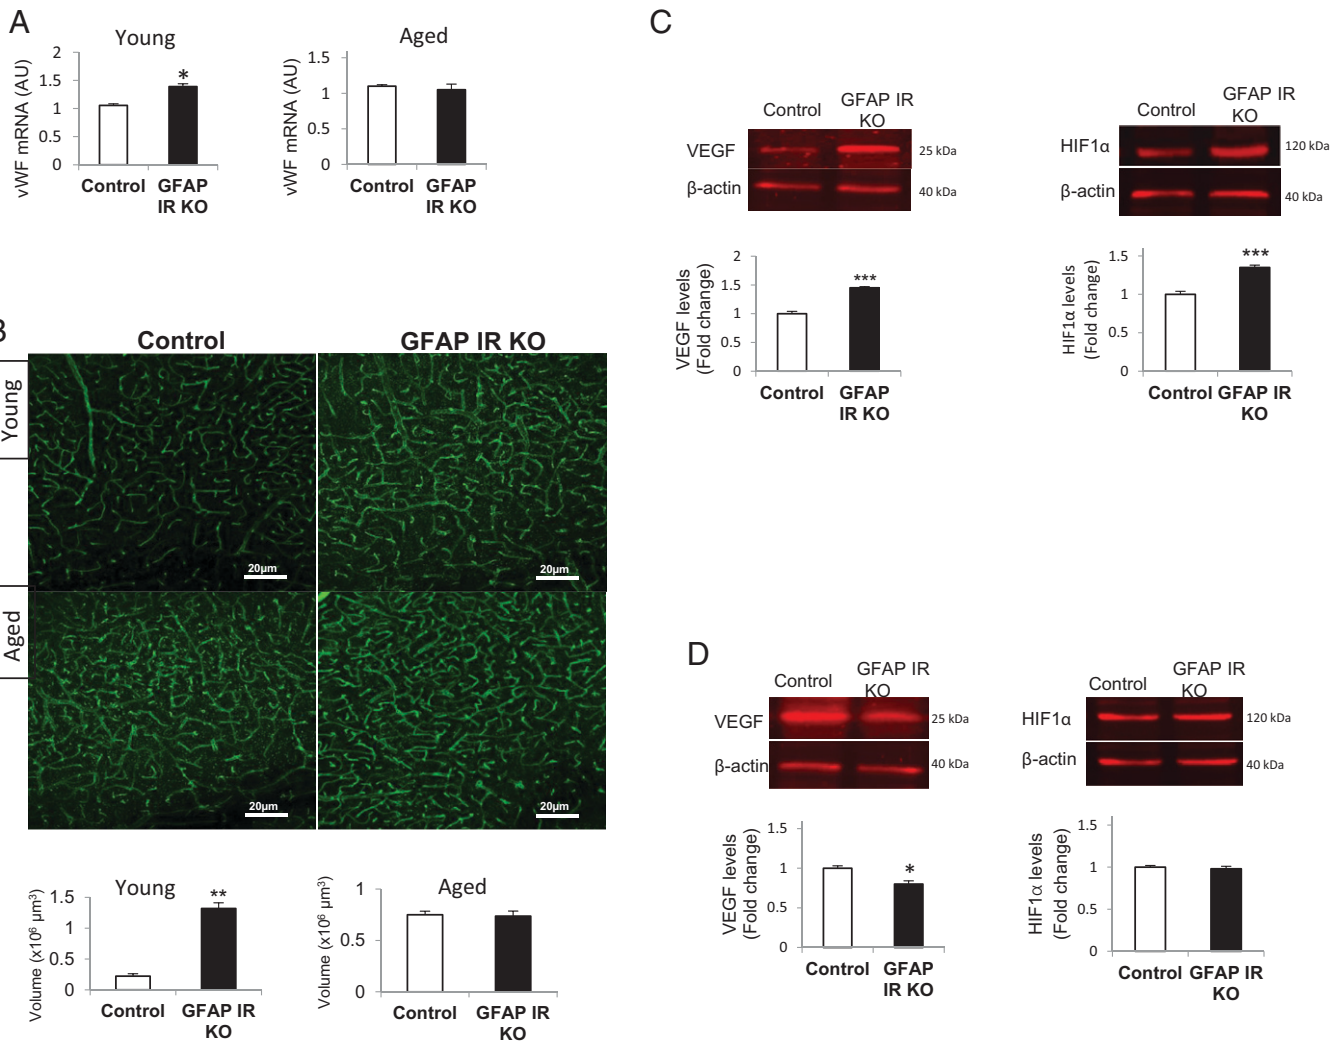 A
Young
vWF mRNA (AU)
2
1.5
1
0.5
0
*
Control
GFAP
IR KO
Aged
vWF mRNA (AU)
1.5
1
0.5
0
Control
GFAP
IR KO
B
Control
GFAP IR KO
Young
20µm
20µm
Aged
20µm
20µm
Young
Volume (x10⁶ µm³)
1.5
1
0.5
0
**
Control
GFAP IR
KO
Aged
Volume (x10⁶ µm³)
1
0.5
0
Control
GFAP IR
KO
C
Control
GFAP IR
KO
VEGF
25 kDa
β-actin
40 kDa
VEGF levels
(Fold change)
2
1.5
1
0.5
0
***
Control
GFAP
IR KO
Control
GFAP IR
KO
HIF1α
120 kDa
β-actin
40 kDa
HIF1α levels
(Fold change)
1.5
1
0.5
0
***
Control
GFAP IR
KO
D
Control
GFAP IR
KO
VEGF
25 kDa
β-actin
40 kDa
VEGF levels
(Fold change)
1.5
1
0.5
0
*
Control
GFAP
IR KO
Control
GFAP IR
KO
HIF1α
120 kDa
β-actin
40 kDa
HIF1α levels
(Fold change)
1.5
1
0.5
0
Control
GFAP IR
KO